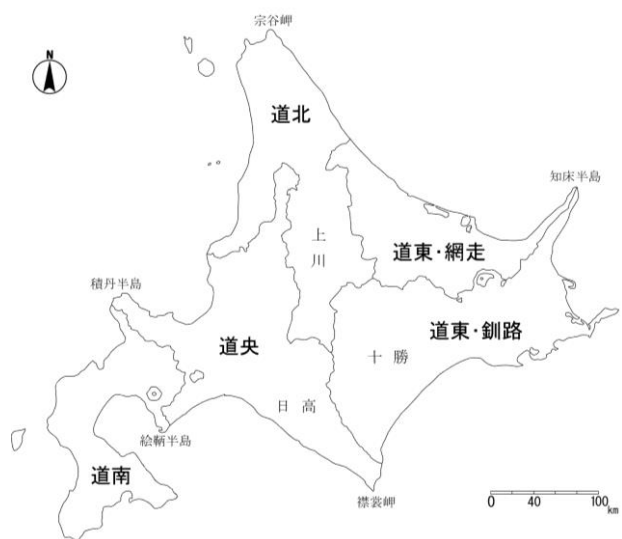 宗谷岬
N
道北
知床半島
上川
道東・網走
積丹半島
道東・釧路
道央
十勝
日高
絵鞆半島
道南
襟裳岬
0 40 100
km